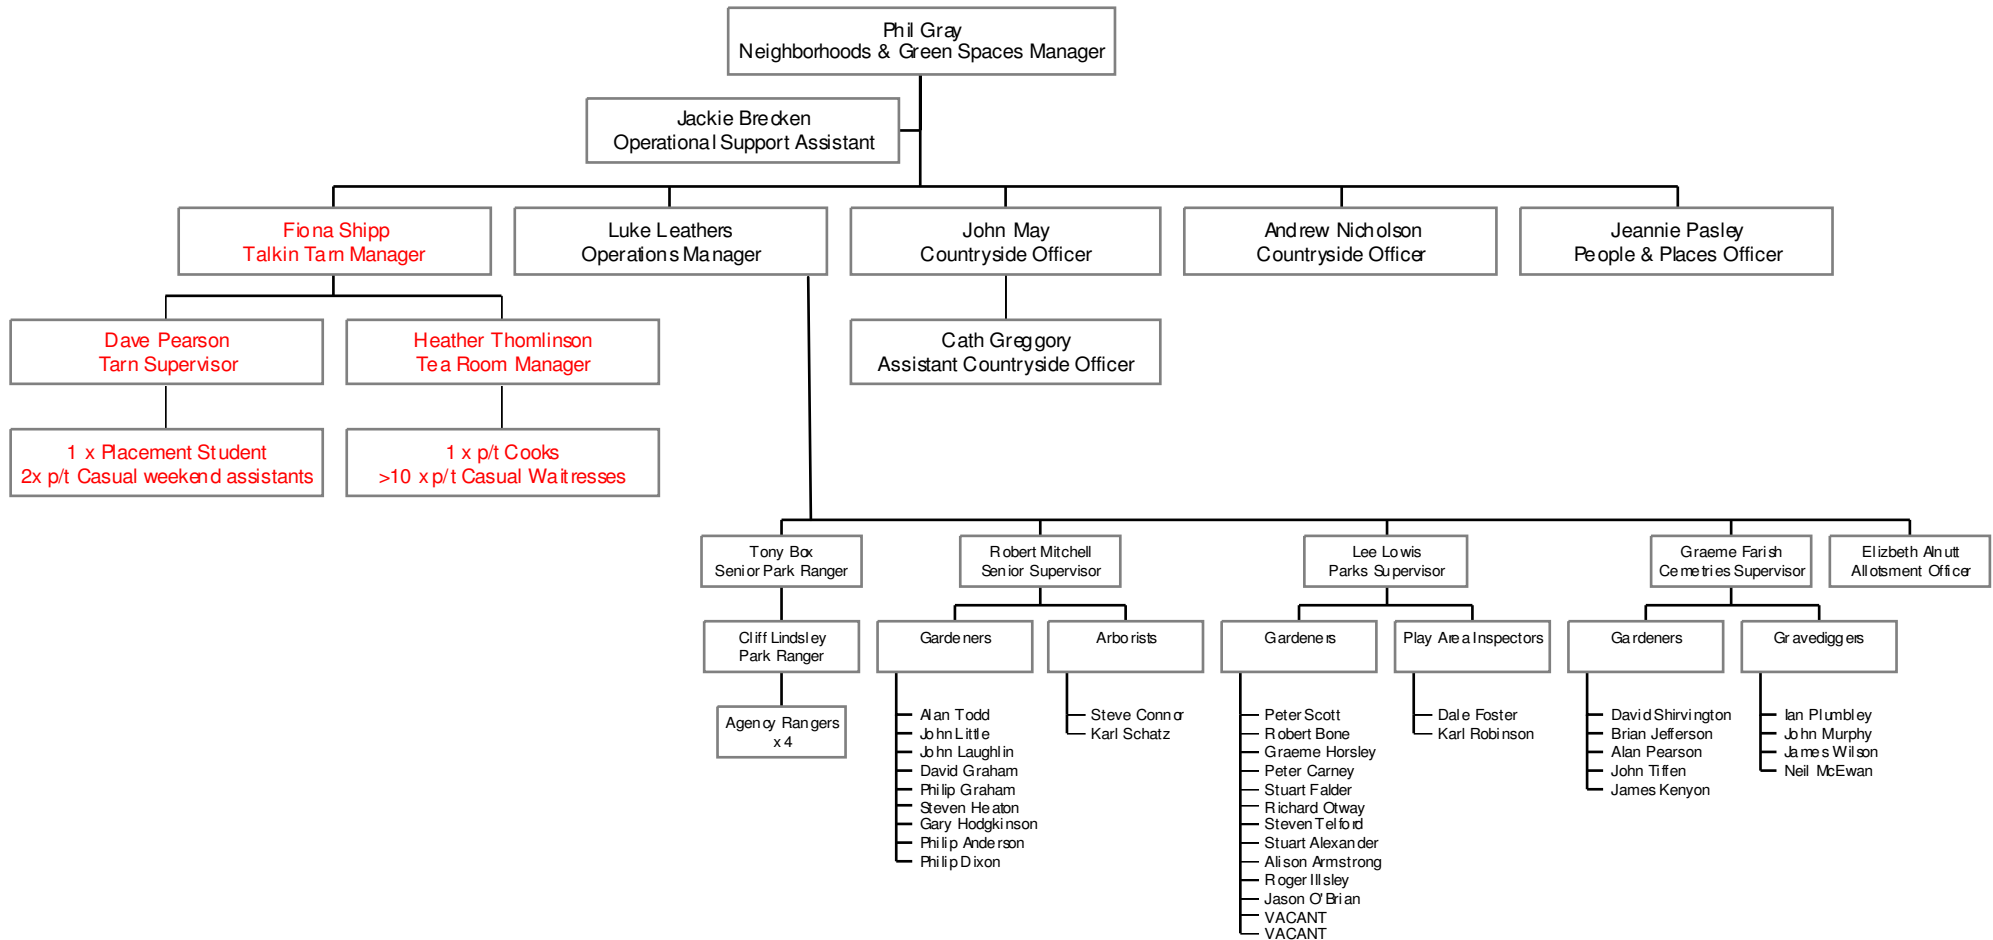 Phil Gray
Neighborhoods & Green Spaces Manager
Jackie Brecken
Operational Support Assistant
Fiona Shipp
Talkin Tarn Manager
Luke Leathers
Operations Manager
John May
Countryside Officer
Andrew Nicholson
Countryside Officer
Jeannie Pasley
People & Places Officer
Dave Pearson
Tarn Supervisor
Heather Thomlinson
Tea Room Manager
Cath Greggory
Assistant Countryside Officer
1 x Placement Student
2x p/t Casual weekend assistants
1 x p/t Cooks
>10 x p/t Casual Waitresses
Tony Box
Senior Park Ranger
Robert Mitchell
Senior Supervisor
Lee Lowis
Parks Supervisor
Graeme Farish
Cemetries Supervisor
Elizbeth Alnutt
Allotsment Officer
Cliff Lindsley
Park Ranger
Gardeners
Arborists
Gardeners
Play Area Inspectors
Gardeners
Gravediggers
Agency Rangers
x 4
Alan Todd
John Little
John Laughlin
David Graham
Philip Graham
Steven Heaton
Gary Hodgkinson
Philip Anderson
Philip Dixon
Steve Connor
Karl Schatz
Peter Scott
Robert Bone
Graeme Horsley
Peter Carney
Stuart Falder
Richard Otway
Steven Telford
Stuart Alexander
Alison Armstrong
Roger Illsley
Jason O'Brian
VACANT
VACANT
Dale Foster
Karl Robinson
David Shirvington
Brian Jefferson
Alan Pearson
John Tiffen
James Kenyon
Ian Plumbley
John Murphy
James Wilson
Neil McEwan